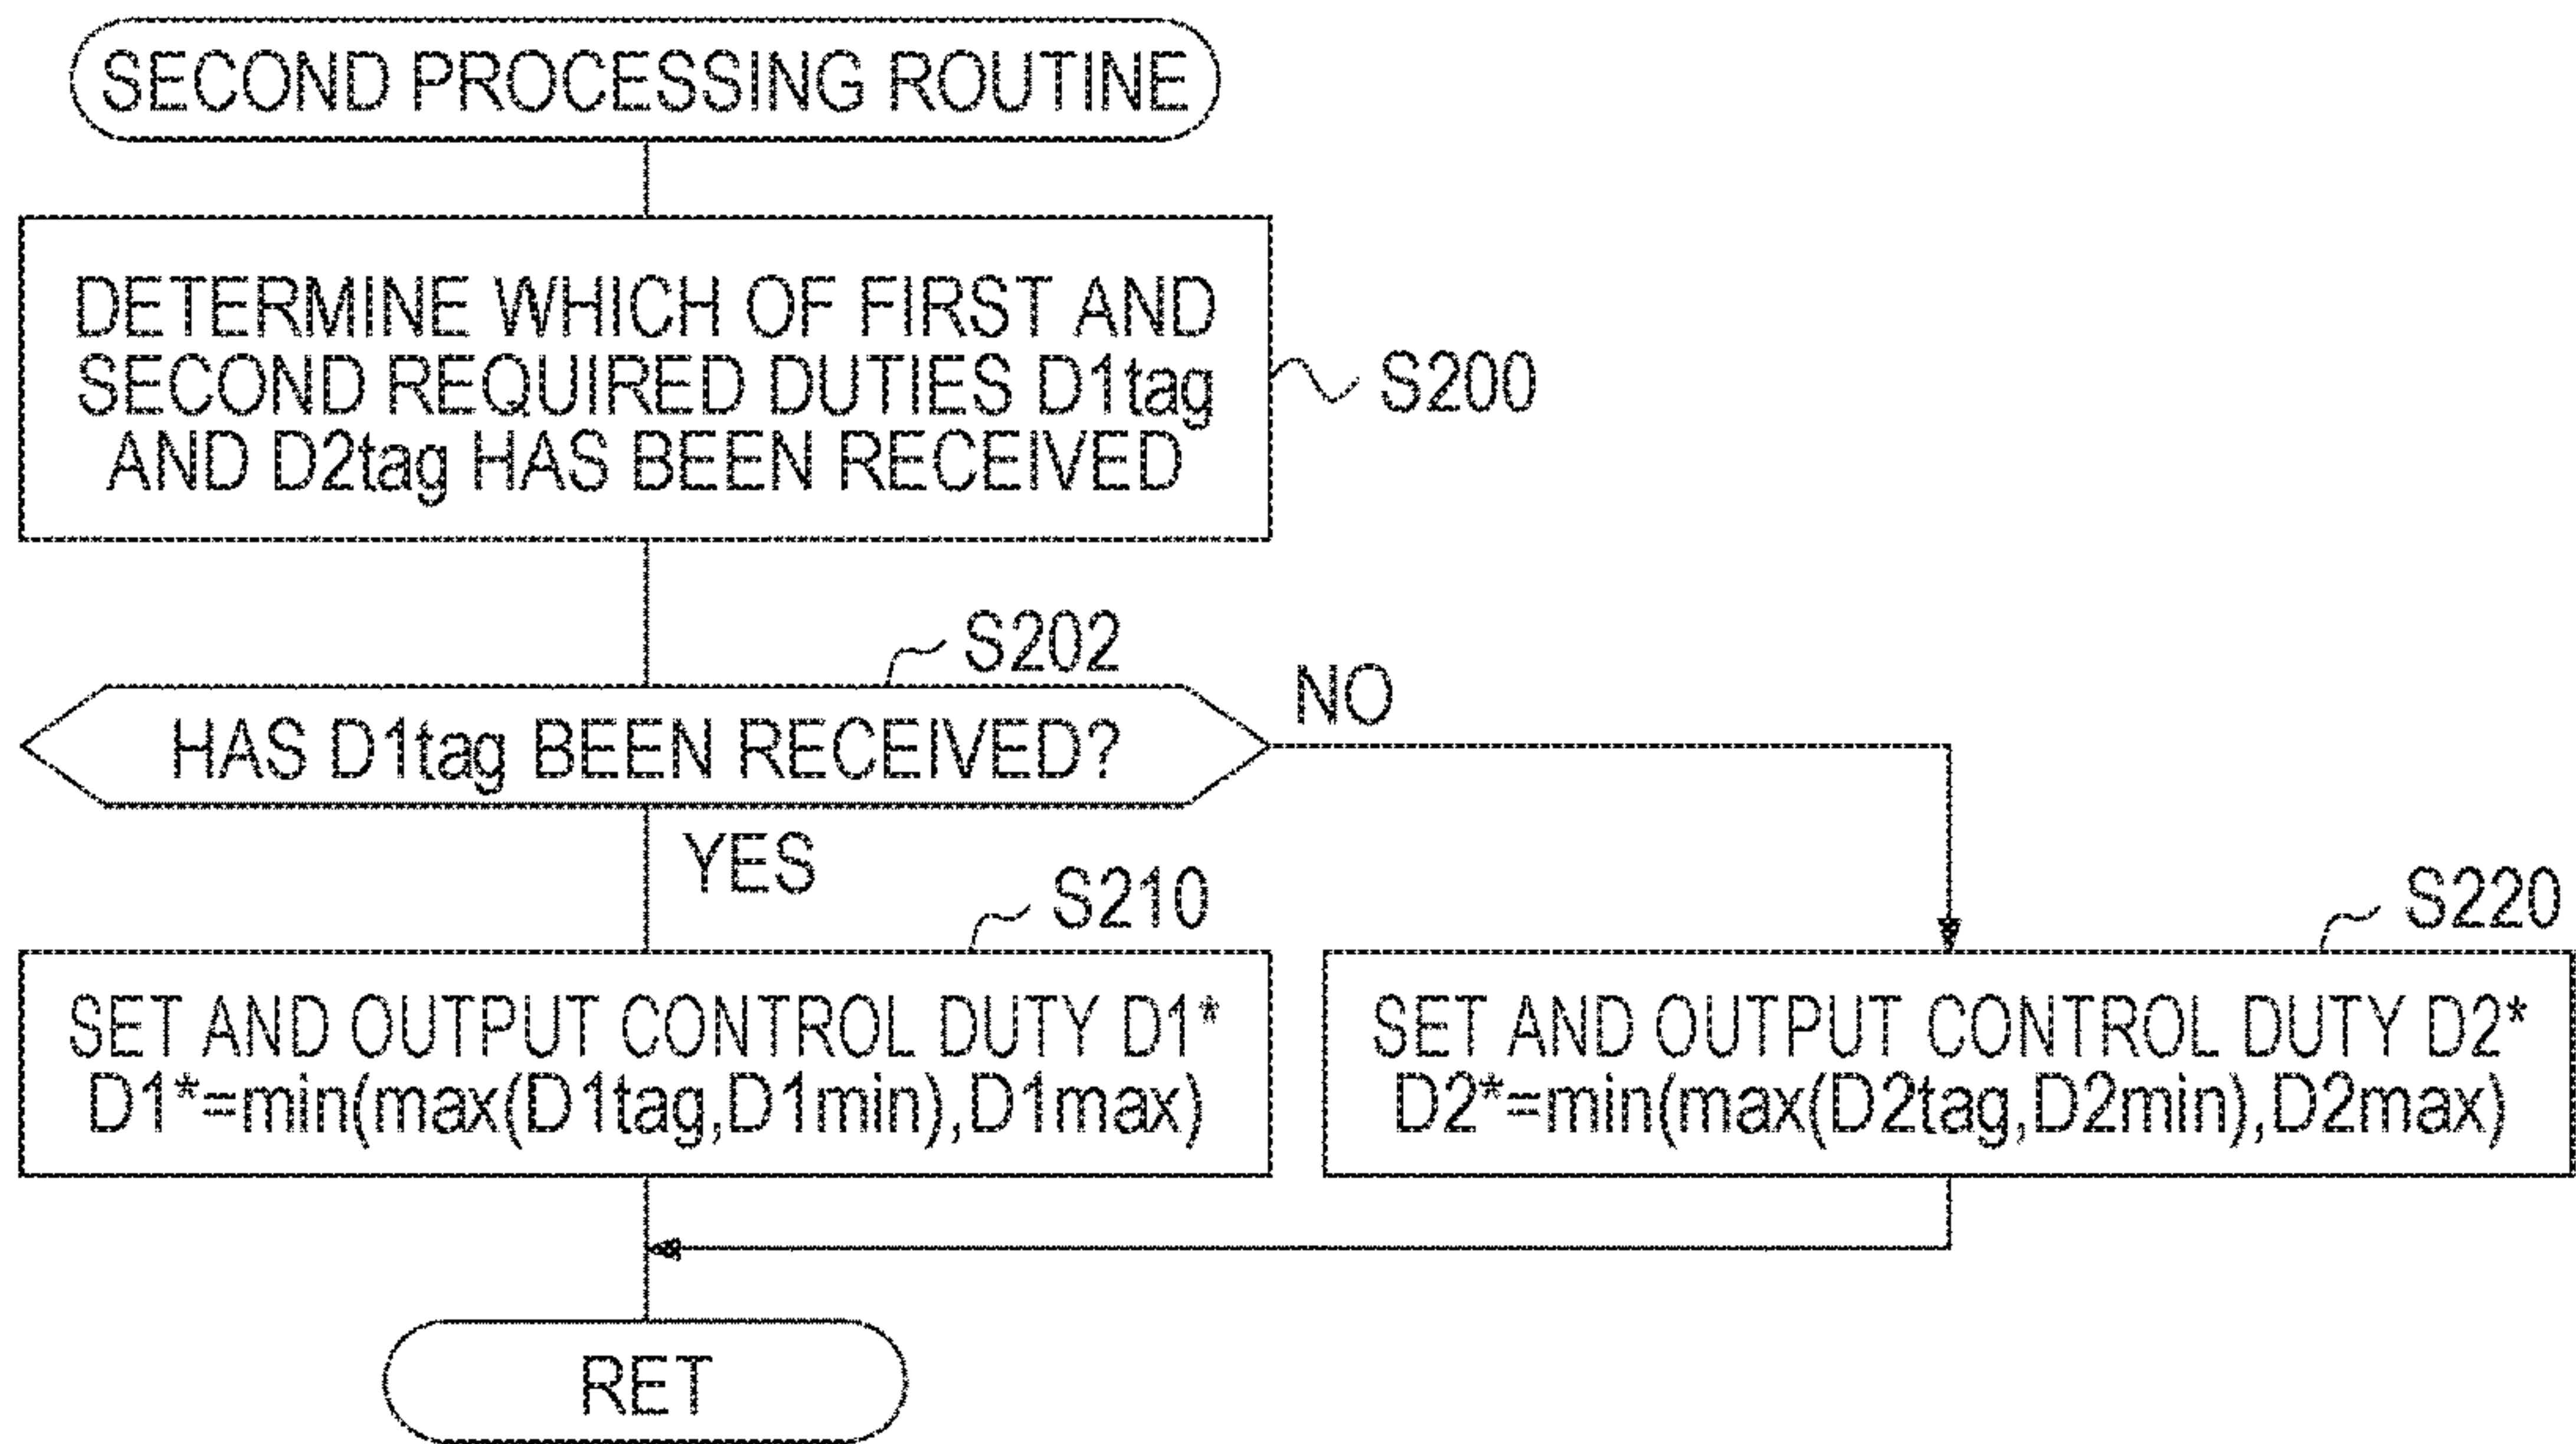 SECOND PROCESSING ROUTINE
DETERMINE WHICH OF FIRST AND
SECOND REQUIRED DUTIES D1tag
AND D2tag HAS BEEN RECEIVED
S200
S202
HAS D1tag BEEN RECEIVED?
NO
YES
S210
SET AND OUTPUT CONTROL DUTY D1*
D1*=min(max(D1tag,D1min),D1max)
S220
SET AND OUTPUT CONTROL DUTY D2*
D2*=min(max(D2tag,D2min),D2max)
RET